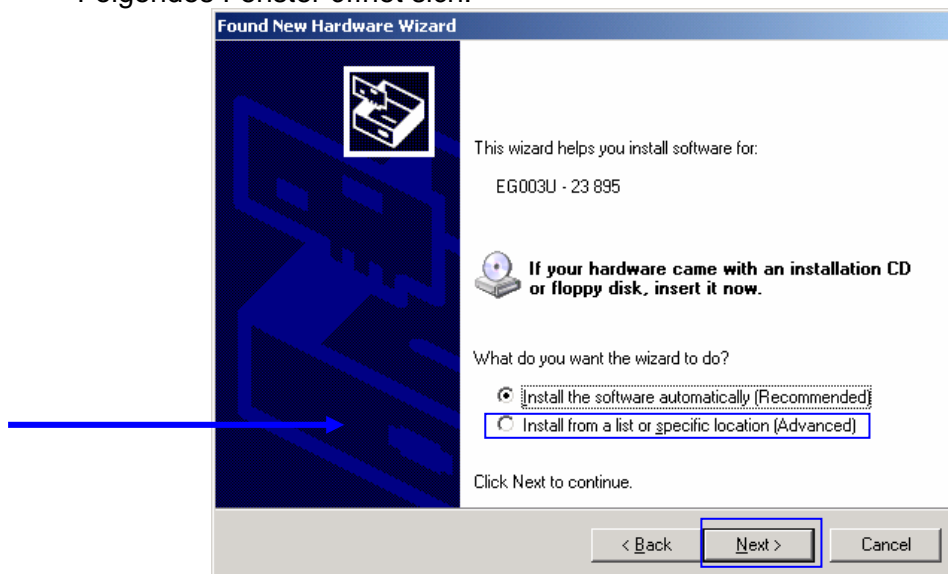 Folgendes Fenster öffnet sich:
Found New Hardware Wizard
This wizard helps you install software for:
EG003U - 23 895
If your hardware came with an installation CD
or floppy disk, insert it now.
What do you want the wizard to do?
Install the software automatically (Recommended)
Install from a list or specific location (Advanced)
Click Next to continue.
< Back Next > Cancel